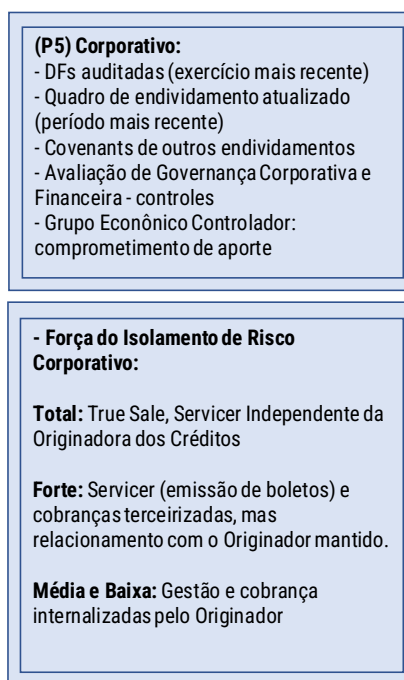 (P5) Corporativo:
- DFs auditadas (exercício mais recente)
- Quadro de endividamento atualizado
(período mais recente)
- Covenants de outros endividamentos
- Avaliação de Governança Corporativa e
Financeira - controles
- Grupo Econômico Controlador:
comprometimento de aporte
- Força do Isolamento de Risco
Corporativo:
Total: True Sale, Servicer Independente da
Originadora dos Créditos
Forte: Servicer (emissão de boletos) e
cobranças terceirizadas, mas
relacionamento com o Originador mantido.
Média e Baixa: Gestão e cobrança
internalizadas pelo Originador